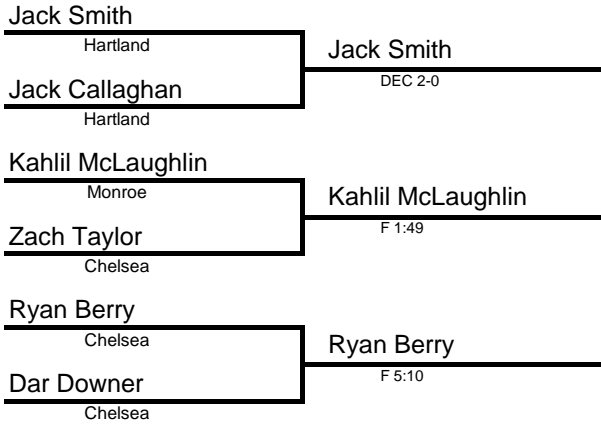 Jack Smith
Hartland
Jack Smith
DEC 2-0
Jack Callaghan
Hartland
Kahlil McLaughlin
Monroe
Kahlil McLaughlin
F 1:49
Zach Taylor
Chelsea
Ryan Berry
Chelsea
Ryan Berry
F 5:10
Dar Downer
Chelsea